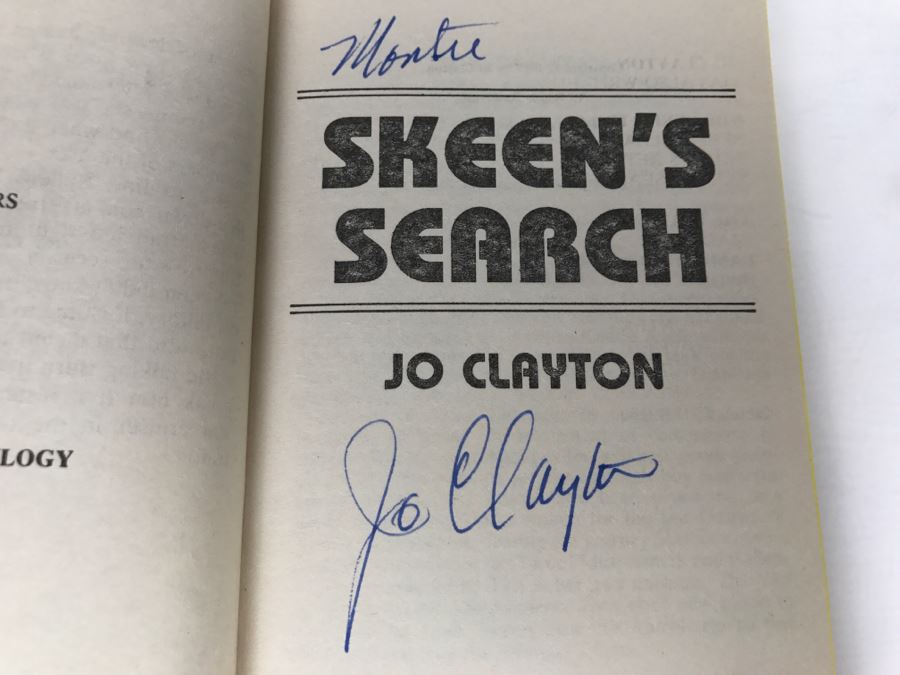 RS
LOGY
Montie
SKEEN'S
SEARCH
JO CLAYTON
Jo Clayton